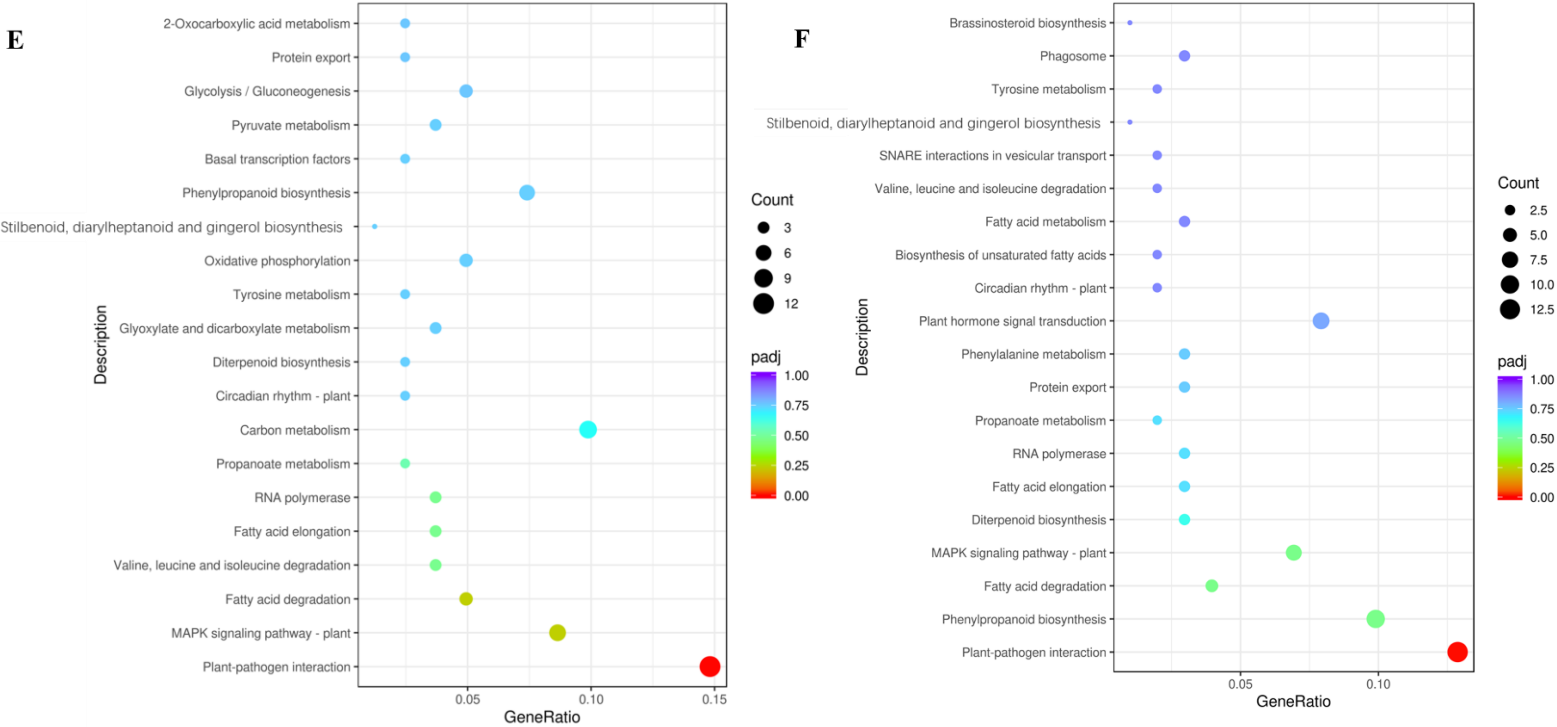 E
2-Oxocarboxylic acid metabolism
Protein export
Glycolysis / Gluconeogenesis
Pyruvate metabolism
Basal transcription factors
Phenylpropanoid biosynthesis
Stilbenoid, diarylheptanoid and gingerol biosynthesis
Oxidative phosphorylation
Tyrosine metabolism
Glyoxylate and dicarboxylate metabolism
Diterpenoid biosynthesis
Circadian rhythm - plant
Carbon metabolism
Propanoate metabolism
RNA polymerase
Fatty acid elongation
Valine, leucine and isoleucine degradation
Fatty acid degradation
MAPK signaling pathway - plant
Plant-pathogen interaction
Description
0.05
0.10
0.15
GeneRatio
Count
3
6
9
12
padj
1.00
0.75
0.50
0.25
0.00
F
Brassinosteroid biosynthesis
Phagosome
Tyrosine metabolism
Stilbenoid, diarylheptanoid and gingerol biosynthesis
SNARE interactions in vesicular transport
Valine, leucine and isoleucine degradation
Fatty acid metabolism
Biosynthesis of unsaturated fatty acids
Circadian rhythm - plant
Plant hormone signal transduction
Phenylalanine metabolism
Protein export
Propanoate metabolism
RNA polymerase
Fatty acid elongation
Diterpenoid biosynthesis
MAPK signaling pathway - plant
Fatty acid degradation
Phenylpropanoid biosynthesis
Plant-pathogen interaction
Description
0.05
0.10
GeneRatio
Count
2.5
5.0
7.5
10.0
12.5
padj
1.00
0.75
0.50
0.25
0.00